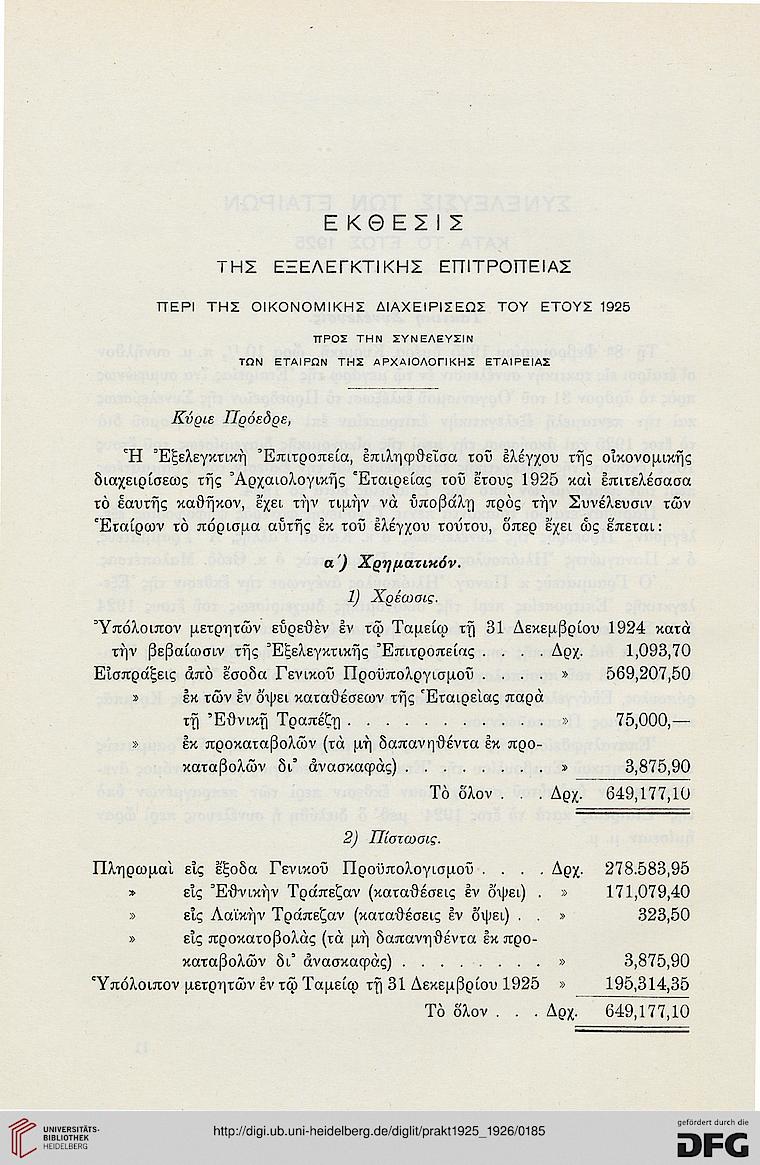 ΕΚΘΕΣΙΣ
ΤΗΣ ΕΞΕΛΕΓΚΤΙΚΗΣ ΕΠΙΤΡΟΠΕΙΑΣ
ΠΕΡΙ ΤΗΣ ΟΙΚΟΝΟΜΙΚΗΣ ΔΙΑΧΕΙΡΙΣΕΩΣ ΤΟΥ ΕΤΟΥΣ 1925
ΠΡΟΣ ΤΗΝ ΣΥΝΕΛΕΥΣΙΝ
ΤΩΝ ΕΤΑΙΡΩΝ ΤΗΣ ΑΡΧΑΙΟΛΟΓΙΚΗΣ ΕΤΑΙΡΕΙΑΣ
Κύριε Πρόεδρε,
Ἡ Ἐξελεγκτικὴ Ἐπιτροπεία, ἐπιληφθεῖσα τοῦ ἐλέγχου τῆς οἰκονομικῆς
διαχειρίσεως τῆς Ἀρχαιολογικῆς Ἑταιρείας τοῦ ἔτους 1925 καὶ ἐπιτελέσασα
τὸ ἑαυτῆς καθῆκον, ἔχει τὴν τιμὴν νὰ ὑποβάλῃ πρὸς τὴν Συνέλευσιν τῶν
Ἑταίρων τὸ πόρισμα αὐτῆς ἐκ τοῦ ἐλέγχου τούτου, ὅπερ ἔχει ὡς ἕπεται:
α΄) Χρηματικόν.
1) Χρέωσις.
Ὑπόλοιπον μετρητῶν εὑρεθὲν ἐν τῷ Ταμείῳ τῇ 31 Δεκεμβρίου 1924 κατὰ
τὴν βεβαίωσιν τῆς Ἐξελεγκτικῆς Ἐπιτροπείας . . . . Δρχ. 1,093,70
Εἰσπράξεις ἀπὸ ἔσοδα Γενικοῦ Προϋπολργισμοῦ . . . . » 569,207,50
» ἐκ τῶν ἐν ὄψει καταθέσεων τῆς Ἑταιρείας παρὰ
τῇ Ἐθνικῇ Τραπέζῃ . . . . . . . . . . » 75,000,—
» ἐκ προκαταβολῶν (τὰ μὴ δαπανηθέντα ἐκ προ-
καταβολῶν δι' ἀνασκαφάς) . . . . . . . . » 3,875,90
Τὸ ὅλον . . . Δρχ. 649,177,10
2) Πίστωσις.
Πληρωμαὶ εἰς ἔξοδα Γενικοῦ Προϋπολογισμοῦ . . . . Δρχ. 278.583,95
» εἰς Ἐθνικὴν Τράπεζαν (καταθέσεις ἐν ὄψει) . » 171,079,40
» εἰς Λαϊκὴν Τράπεζαν (καταθέσεις ἐν ὄψει) . . » 323,50
» εἰς προκατοβολὰς (τὰ μὴ δαπανηθέντα ἐκ προ-
καταβολῶν δι' ἀνασκαφάς) . . . . . . . . » 3,875,90
Ὑπόλοιπον μετρητῶν ἐν τῷ Ταμείῳ τῇ 31 Δεκεμβρίου 1925 » 195,314,35
Τὸ ὅλον . . . Δρχ. 649,177,10
UNIVERSITÄTS-
BIBLIOTHEK
HEIDELBERG
http://digi.ub.uni-heidelberg.de/diglit/prakt1925_1926/0185
gefördert durch die
DFG